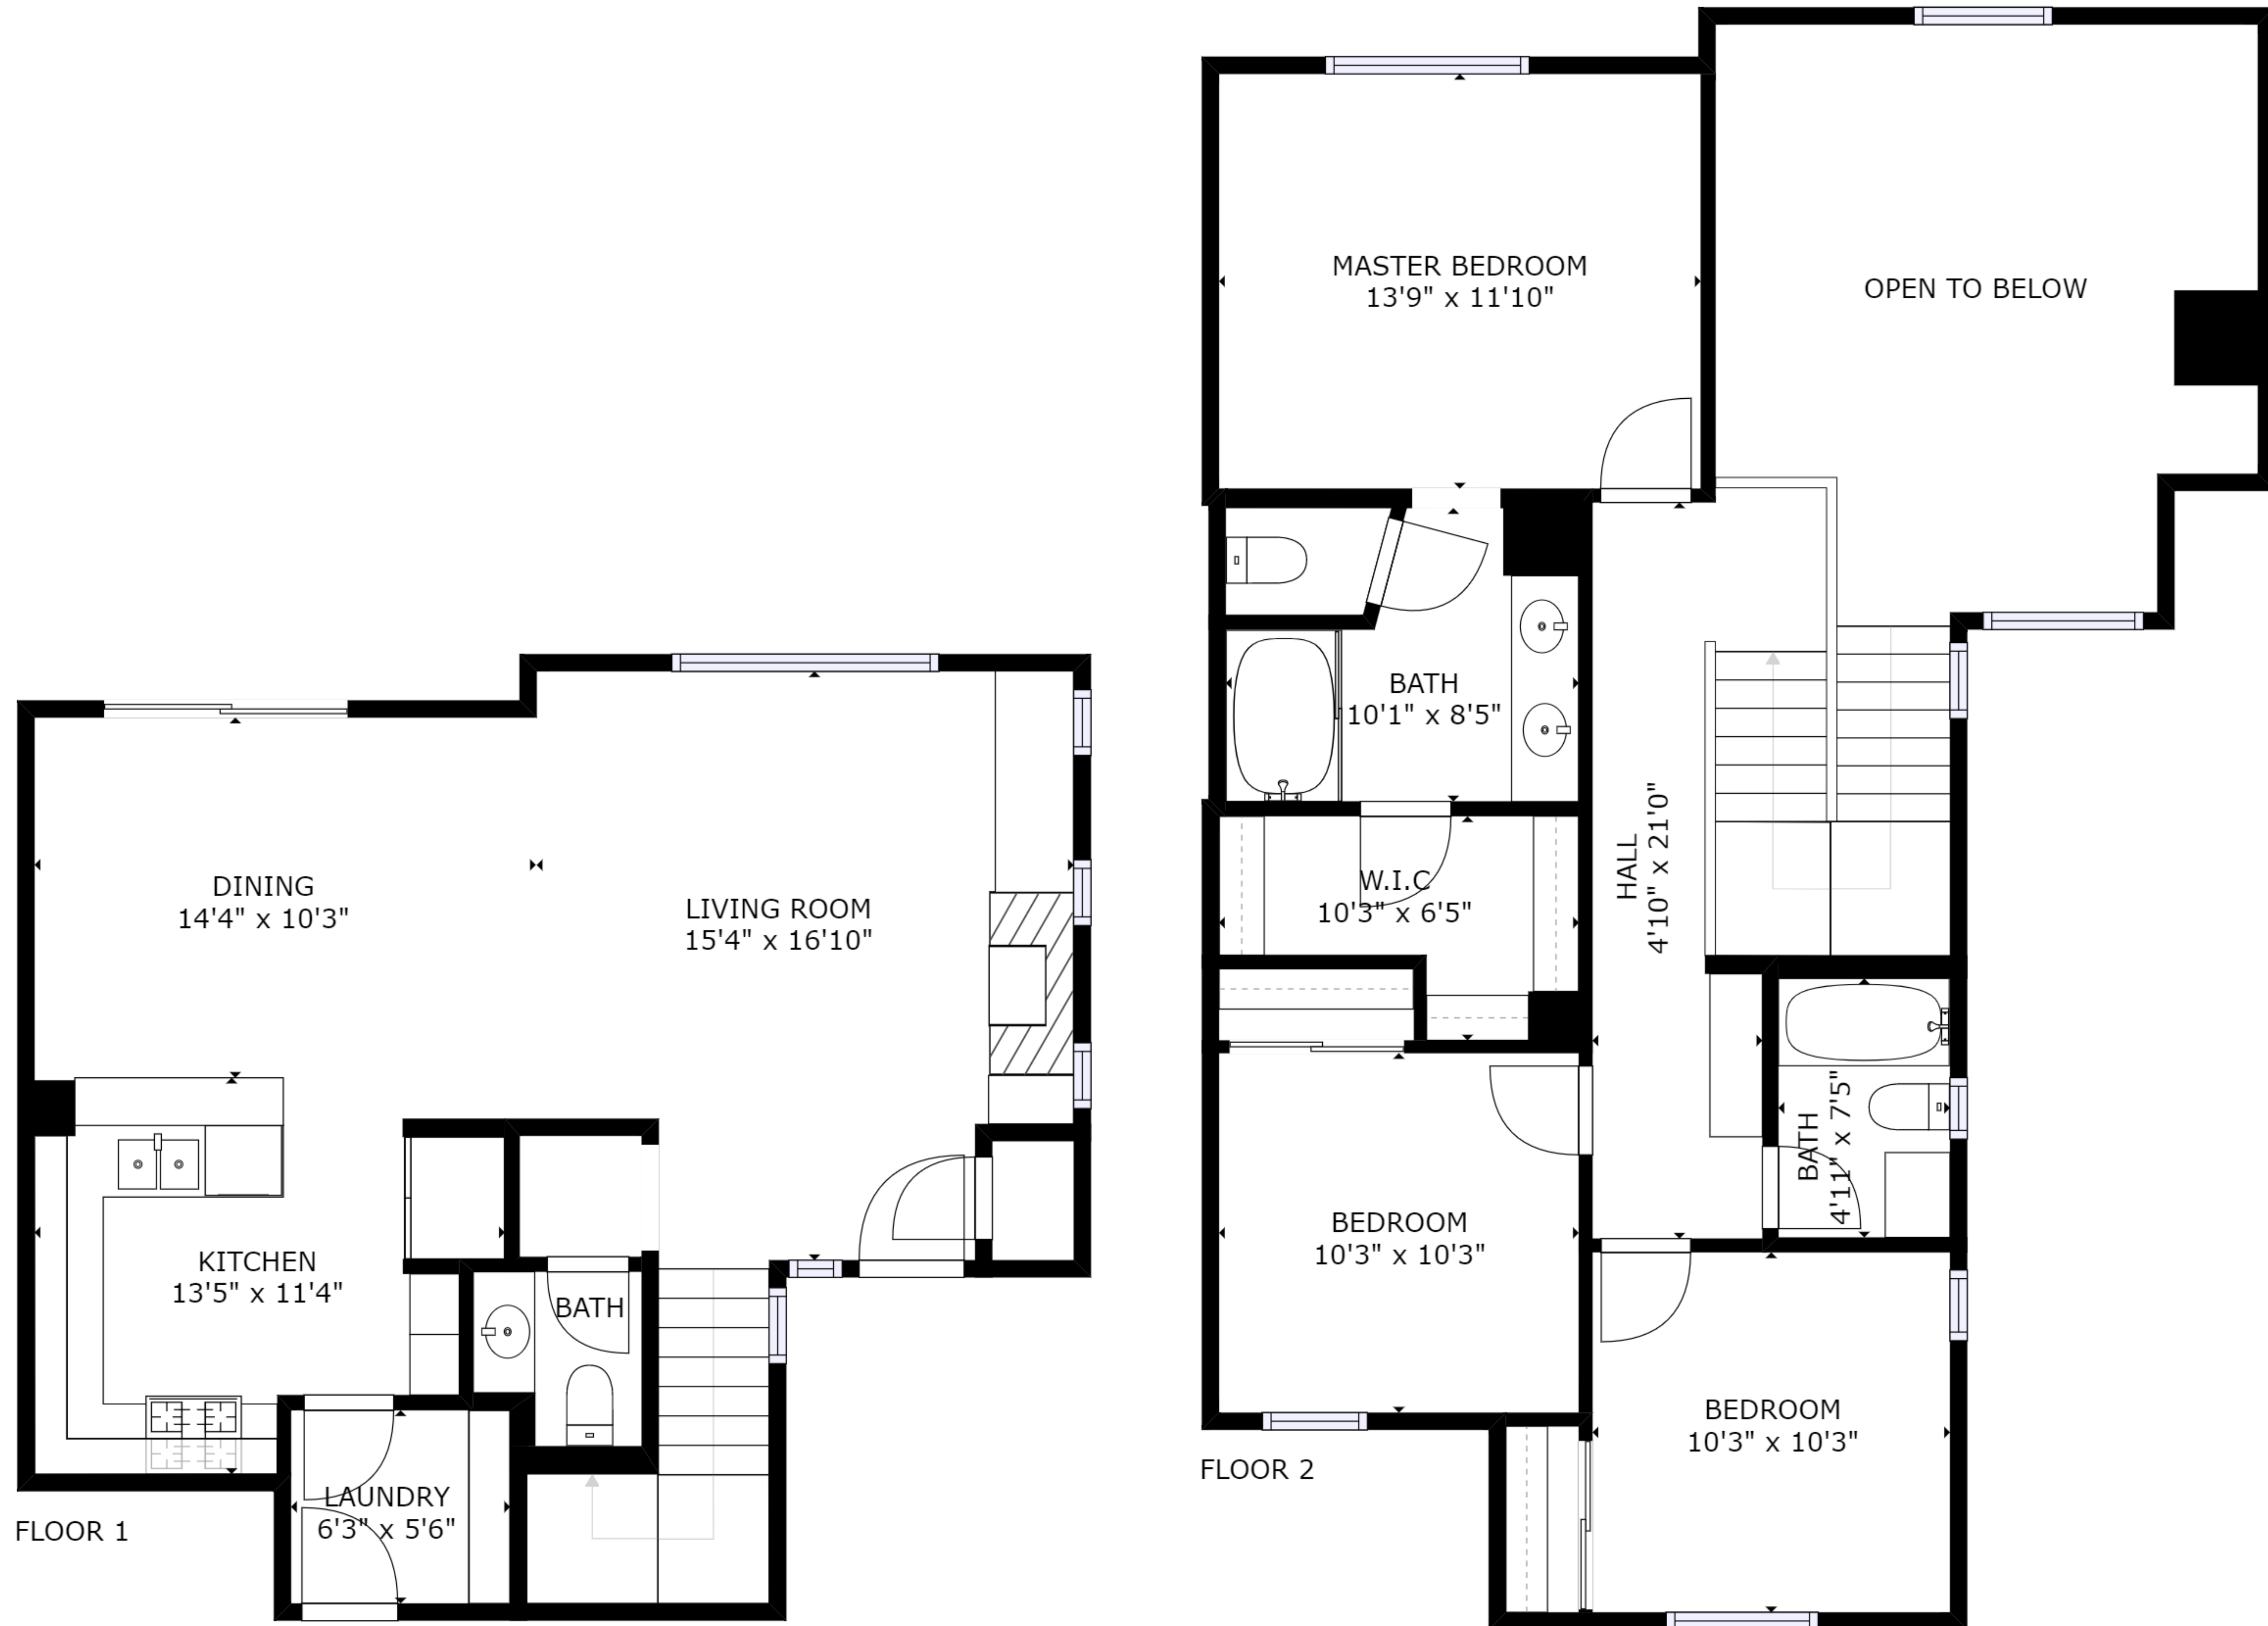 DINING
14'4" x 10'3"
LIVING ROOM
15'4" x 16'10"
KITCHEN
13'5" x 11'4"
BATH
LAUNDRY
6'3" x 5'6"
FLOOR 1
MASTER BEDROOM
13'9" x 11'10"
OPEN TO BELOW
BATH
10'1" x 8'5"
W.I.C
10'3" x 6'5"
HALL
4'10" x 21'0"
BATH
4'11" x 7'5"
BEDROOM
10'3" x 10'3"
BEDROOM
10'3" x 10'3"
FLOOR 2